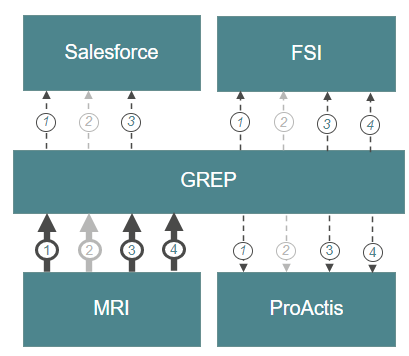 Salesforce FSI
1 2 3 1 2 3 4
GREP
1 2 3 4 1 2 3 4
MRI ProActis